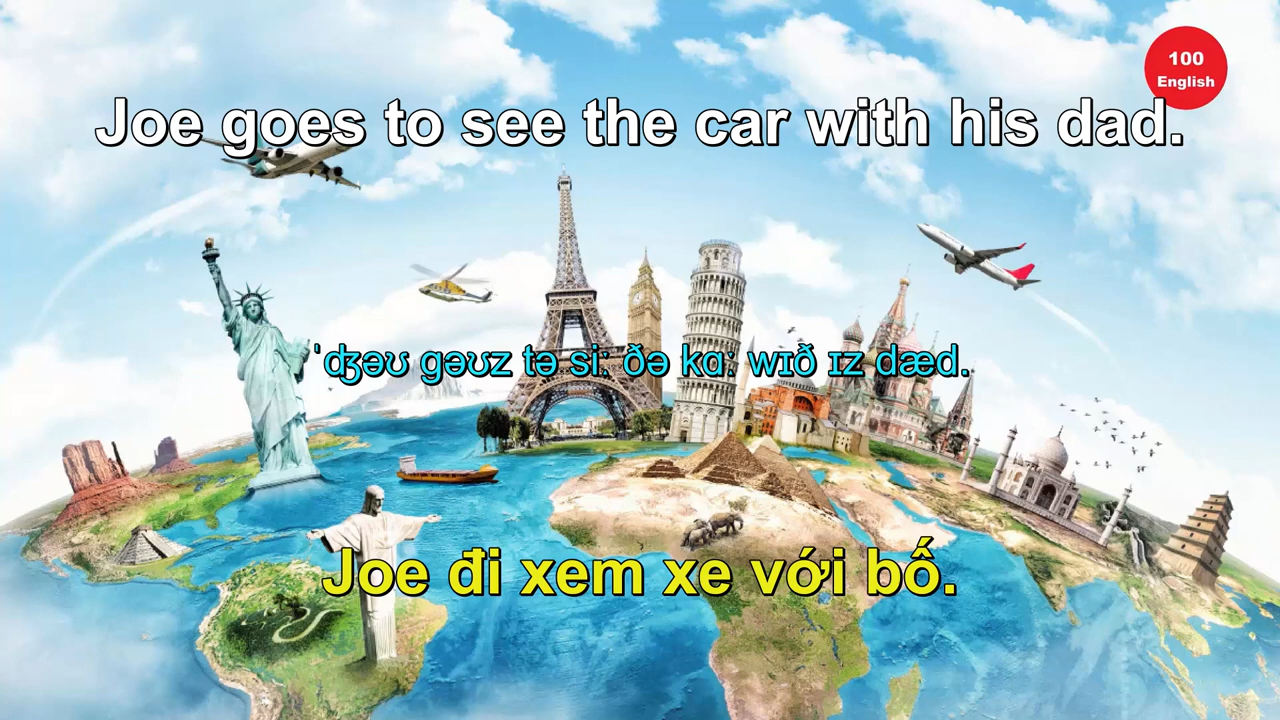 100
English
Joe goes to see the car with his dad.
ˈʤəʊ gəʊz tə siː ðə kɑː wɪð ɪz dæd.
Joe đi xem xe với bố.